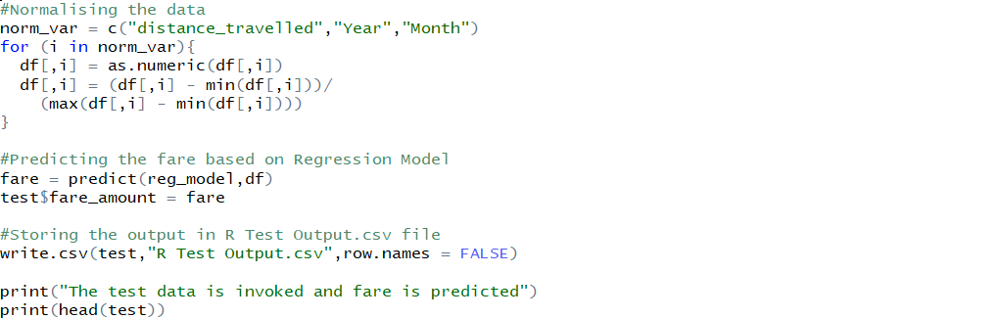 #Normalising the data
norm_var = c("distance_travelled","Year","Month")
for (i in norm_var){
  df[,i] = as.numeric(df[,i])
  df[,i] = (df[,i] - min(df[,i]))/
    (max(df[,i] - min(df[,i])))
}
#Predicting the fare based on Regression Model
fare = predict(reg_model,df)
test$fare_amount = fare
#Storing the output in R Test Output.csv file
write.csv(test,"R Test Output.csv",row.names = FALSE)
print("The test data is invoked and fare is predicted")
print(head(test))